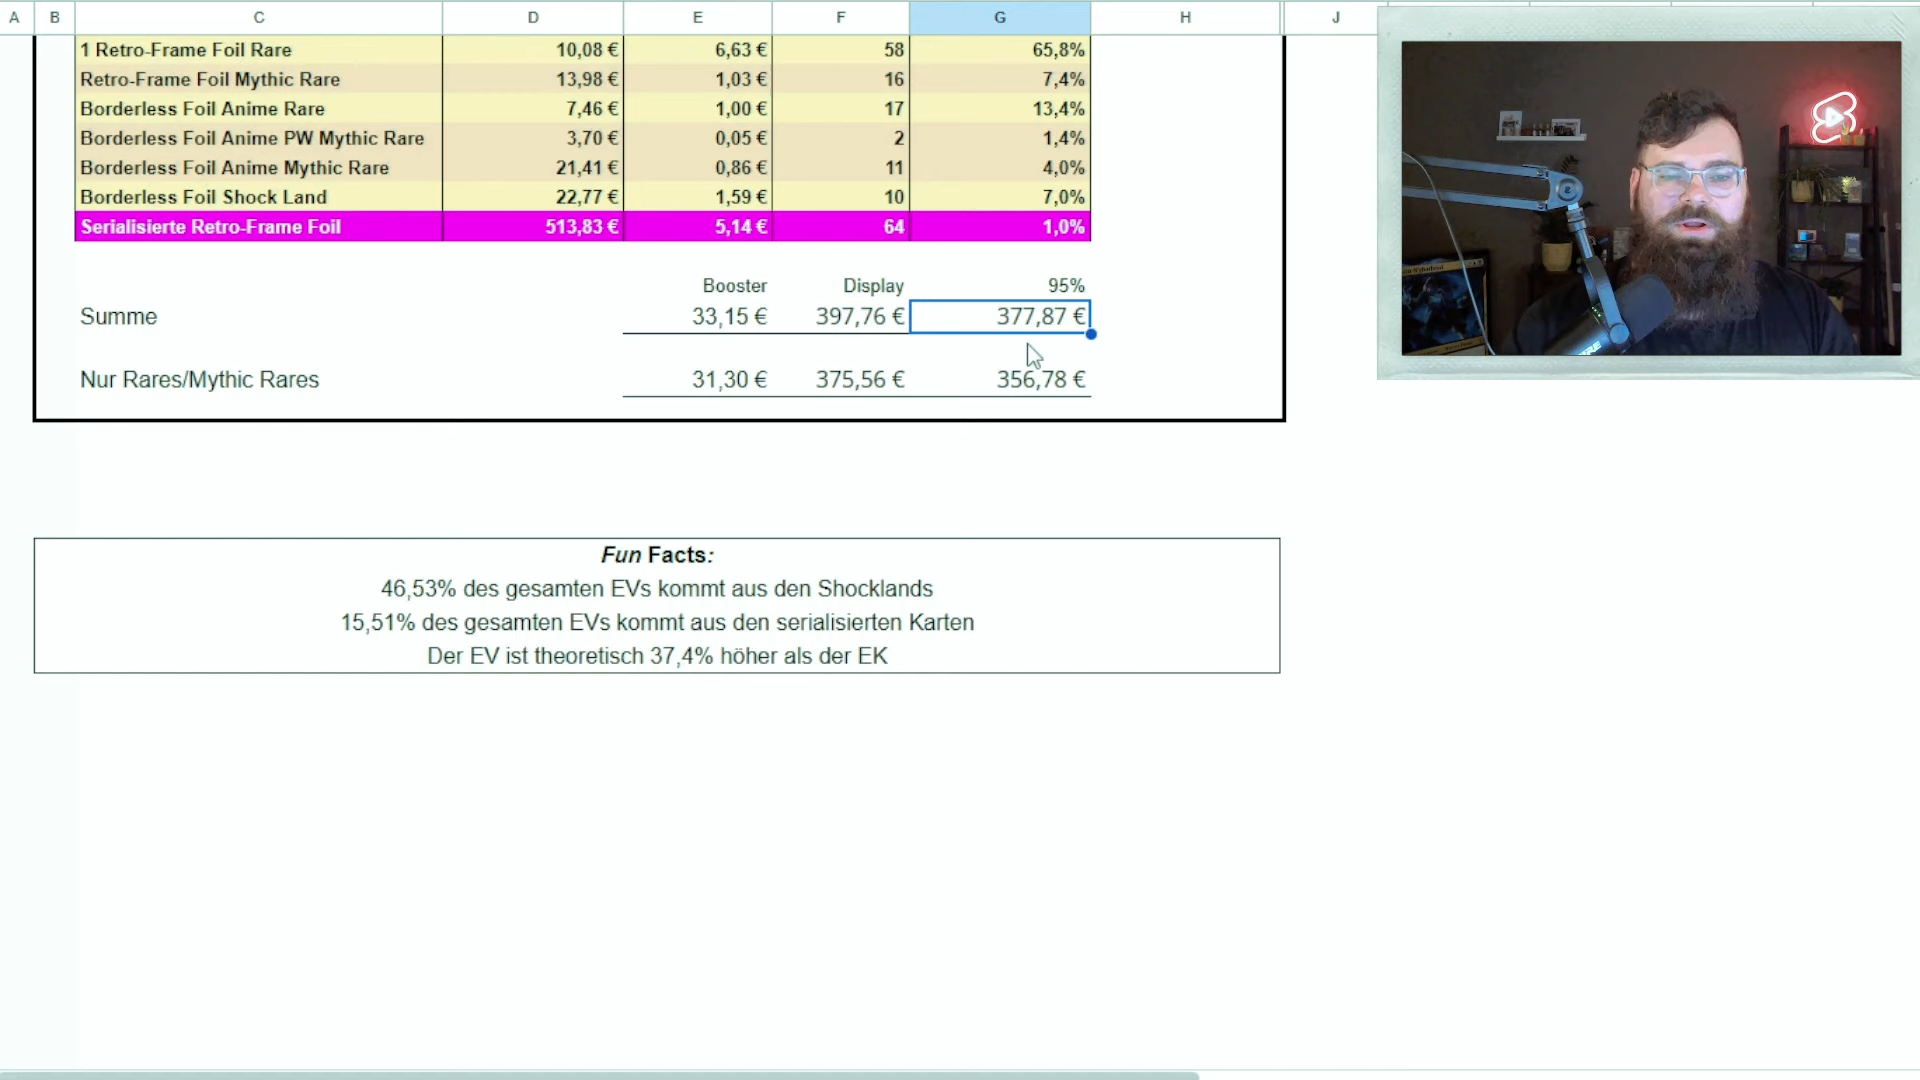 A B C D E F G H J
1 Retro-Frame Foil Rare 10,08 € 6,63 € 58 65,8%
Retro-Frame Foil Mythic Rare 13,98 € 1,03 € 16 7,4%
Borderless Foil Anime Rare 7,46 € 1,00 € 17 13,4%
Borderless Foil Anime PW Mythic Rare 3,70 € 0,05 € 2 1,4%
Borderless Foil Anime Mythic Rare 21,41 € 0,86 € 11 4,0%
Borderless Foil Shock Land 22,77 € 1,59 € 10 7,0%
Serialisierte Retro-Frame Foil 513,83 € 5,14 € 64 1,0%
Booster Display 95%
Summe 33,15 € 397,76 € 377,87 €
Nur Rares/Mythic Rares 31,30 € 375,56 € 356,78 €
Fun Facts:
46,53% des gesamten EVs kommt aus den Shocklands
15,51% des gesamten EVs kommt aus den serialisierten Karten
Der EV ist theoretisch 37,4% höher als der EK